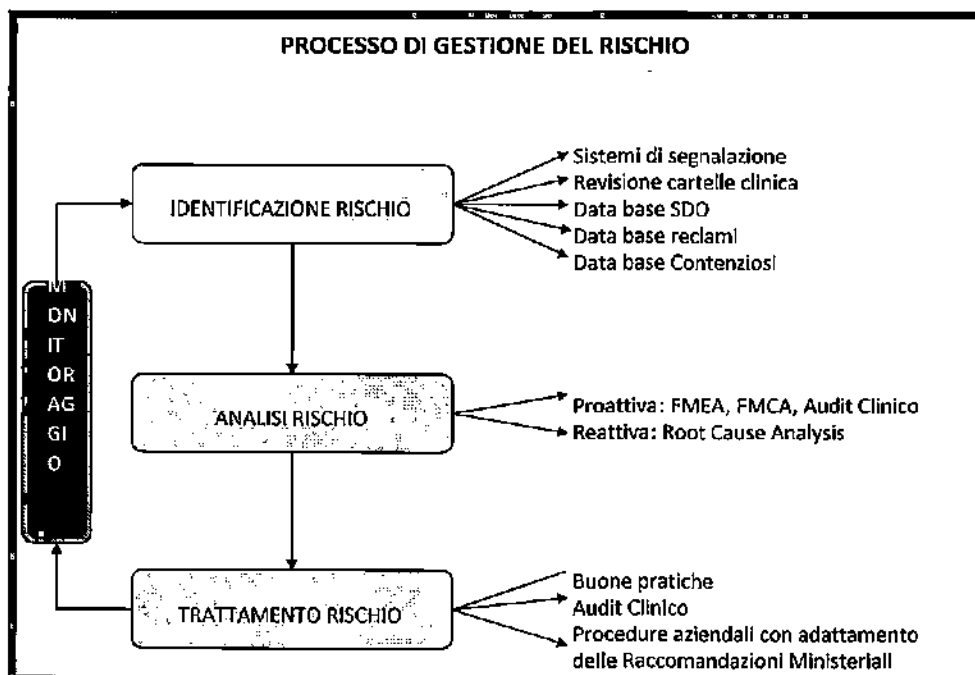 PROCESSO DI GESTIONE DEL RISCHIO
IDENTIFICAZIONE RISCHIO
Sistemi di segnalazione
Revisione cartelle clinica
Data base SDO
Data base reclami
Data base Contenziosi
M
ON
IT
OR
AG
GI
O
ANALISI RISCHIO
Proattiva: FMEA, FMCA, Audit Clinico
Reattiva: Root Cause Analysis
TRATTAMENTO RISCHIO
Buone pratiche
Audit Clinico
Procedure aziendali con adattamento
delle Raccomandazioni Ministeriali